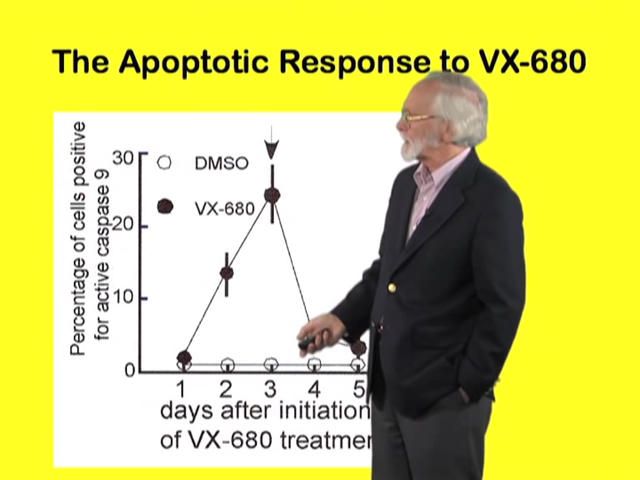 The Apoptotic Response to VX-680
Percentage of cells positive
for active caspase 9
30
20
10
0
DMSO
VX-680
1 2 3 4 5
days after initiation
of VX-680